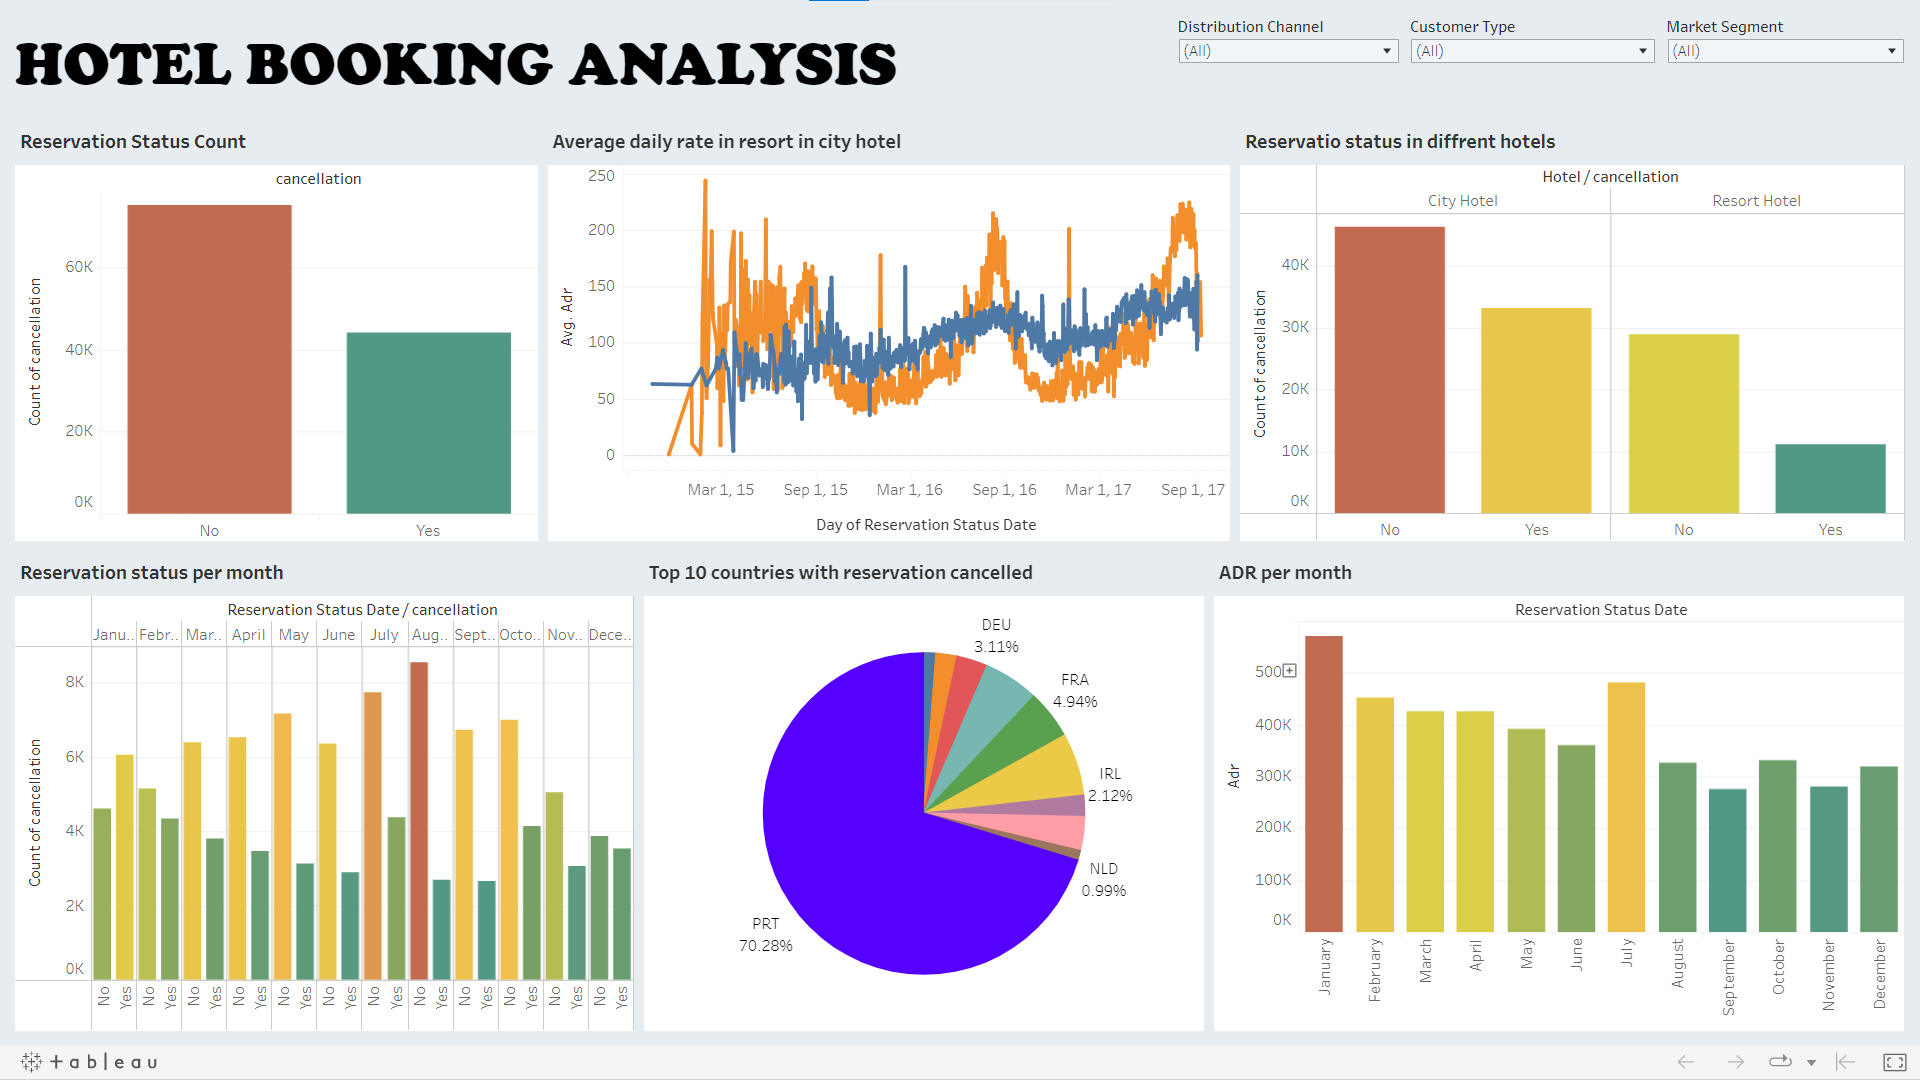 HOTEL BOOKING ANALYSIS
Distribution Channel
(All)
Customer Type
(All)
Market Segment
(All)
Reservation Status Count
cancellation
Count of cancellation
60K
40K
20K
0K
No
Yes
Average daily rate in resort in city hotel
Avg. Adr
250
200
150
100
50
0
Mar 1, 15
Sep 1, 15
Mar 1, 16
Sep 1, 16
Mar 1, 17
Sep 1, 17
Day of Reservation Status Date
Reservatio status in diffrent hotels
Hotel / cancellation
City Hotel
Resort Hotel
Count of cancellation
40K
30K
20K
10K
0K
No
Yes
No
Yes
Reservation status per month
Reservation Status Date / cancellation
Janu..
Febr..
Mar..
April
May
June
July
Aug..
Sept..
Octo..
Nov..
Dece..
Count of cancellation
8K
6K
4K
2K
0K
No
Yes
No
Yes
No
Yes
No
Yes
No
Yes
No
Yes
No
Yes
No
Yes
No
Yes
No
Yes
No
Yes
No
Yes
Top 10 countries with reservation cancelled
DEU
3.11%
FRA
4.94%
IRL
2.12%
NLD
0.99%
PRT
70.28%
ADR per month
Reservation Status Date
Adr
500
400K
300K
200K
100K
0K
January
February
March
April
May
June
July
August
September
October
November
December
+ a b | e a u